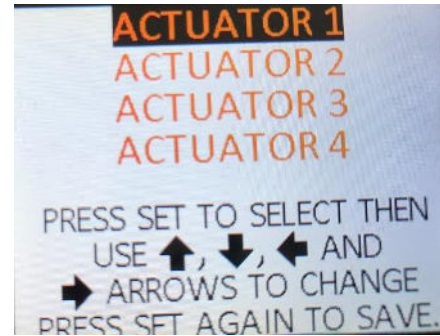 ACTUATOR 1
ACTUATOR 2
ACTUATOR 3
ACTUATOR 4
PRESS SET TO SELECT THEN
USE ↑, ↓, ← AND
→ ARROWS TO CHANGE
PRESS SET AGAIN TO SAVE.